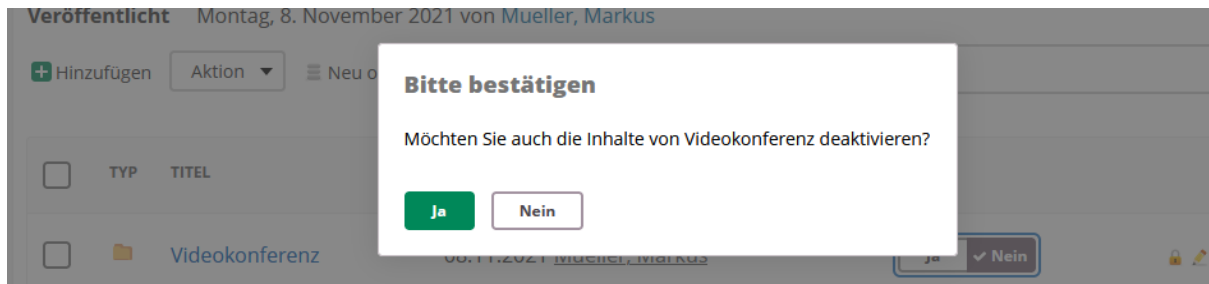 Veröffentlicht Montag, 8. November 2021 von Mueller, Markus
Hinzufügen Aktion Neu o
Bitte bestätigen
Möchten Sie auch die Inhalte von Videokonferenz deaktivieren?
Ja Nein
TYP TITEL
Videokonferenz 08.11.2021 Mueller, Markus Ja Nein